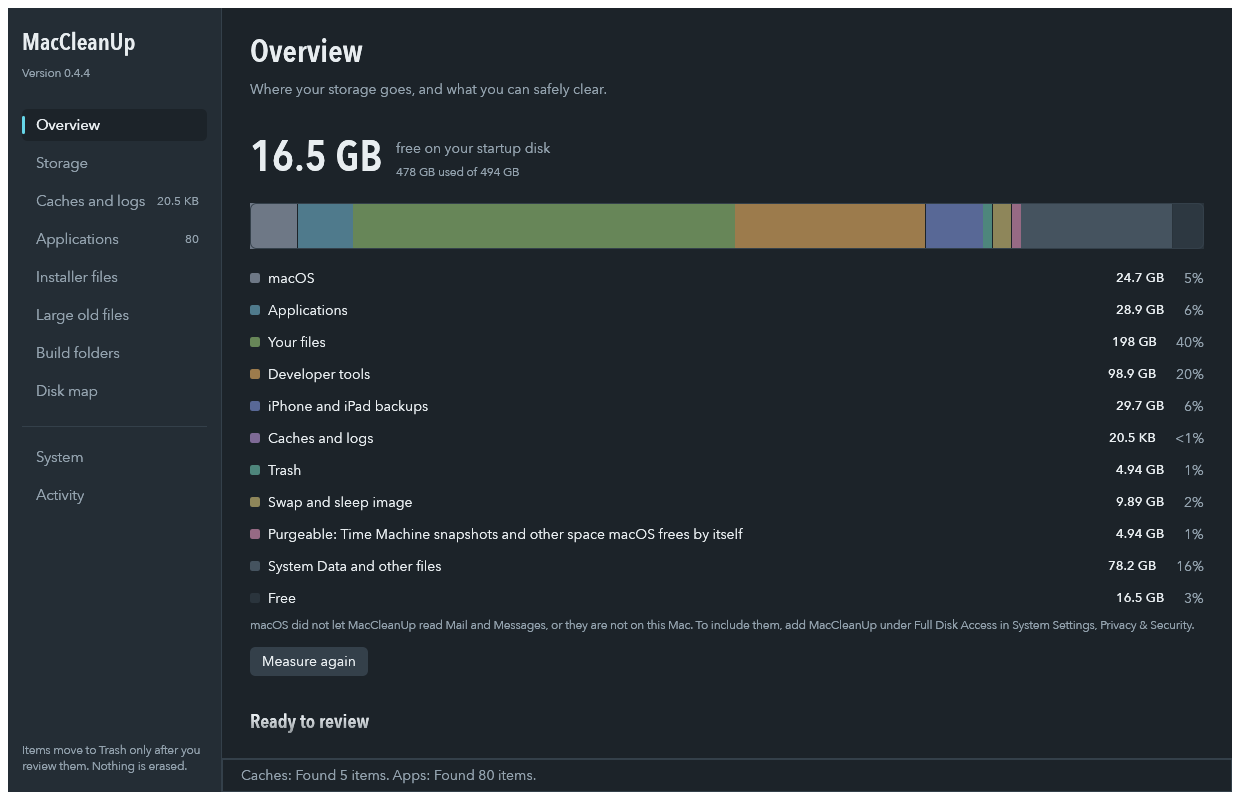 MacCleanUp
Version 0.4.4
Overview
Storage
Caches and logs 20.5 KB
Applications 80
Installer files
Large old files
Build folders
Disk map
System
Activity
Items move to Trash only after you
review them. Nothing is erased.
Overview
Where your storage goes, and what you can safely clear.
16.5 GB free on your startup disk
478 GB used of 494 GB
macOS 24.7 GB 5%
Applications 28.9 GB 6%
Your files 198 GB 40%
Developer tools 98.9 GB 20%
iPhone and iPad backups 29.7 GB 6%
Caches and logs 20.5 KB <1%
Trash 4.94 GB 1%
Swap and sleep image 9.89 GB 2%
Purgeable: Time Machine snapshots and other space macOS frees by itself 4.94 GB 1%
System Data and other files 78.2 GB 16%
Free 16.5 GB 3%
macOS did not let MacCleanUp read Mail and Messages, or they are not on this Mac. To include them, add MacCleanUp under Full Disk Access in System Settings, Privacy & Security.
Measure again
Ready to review
Caches: Found 5 items. Apps: Found 80 items.